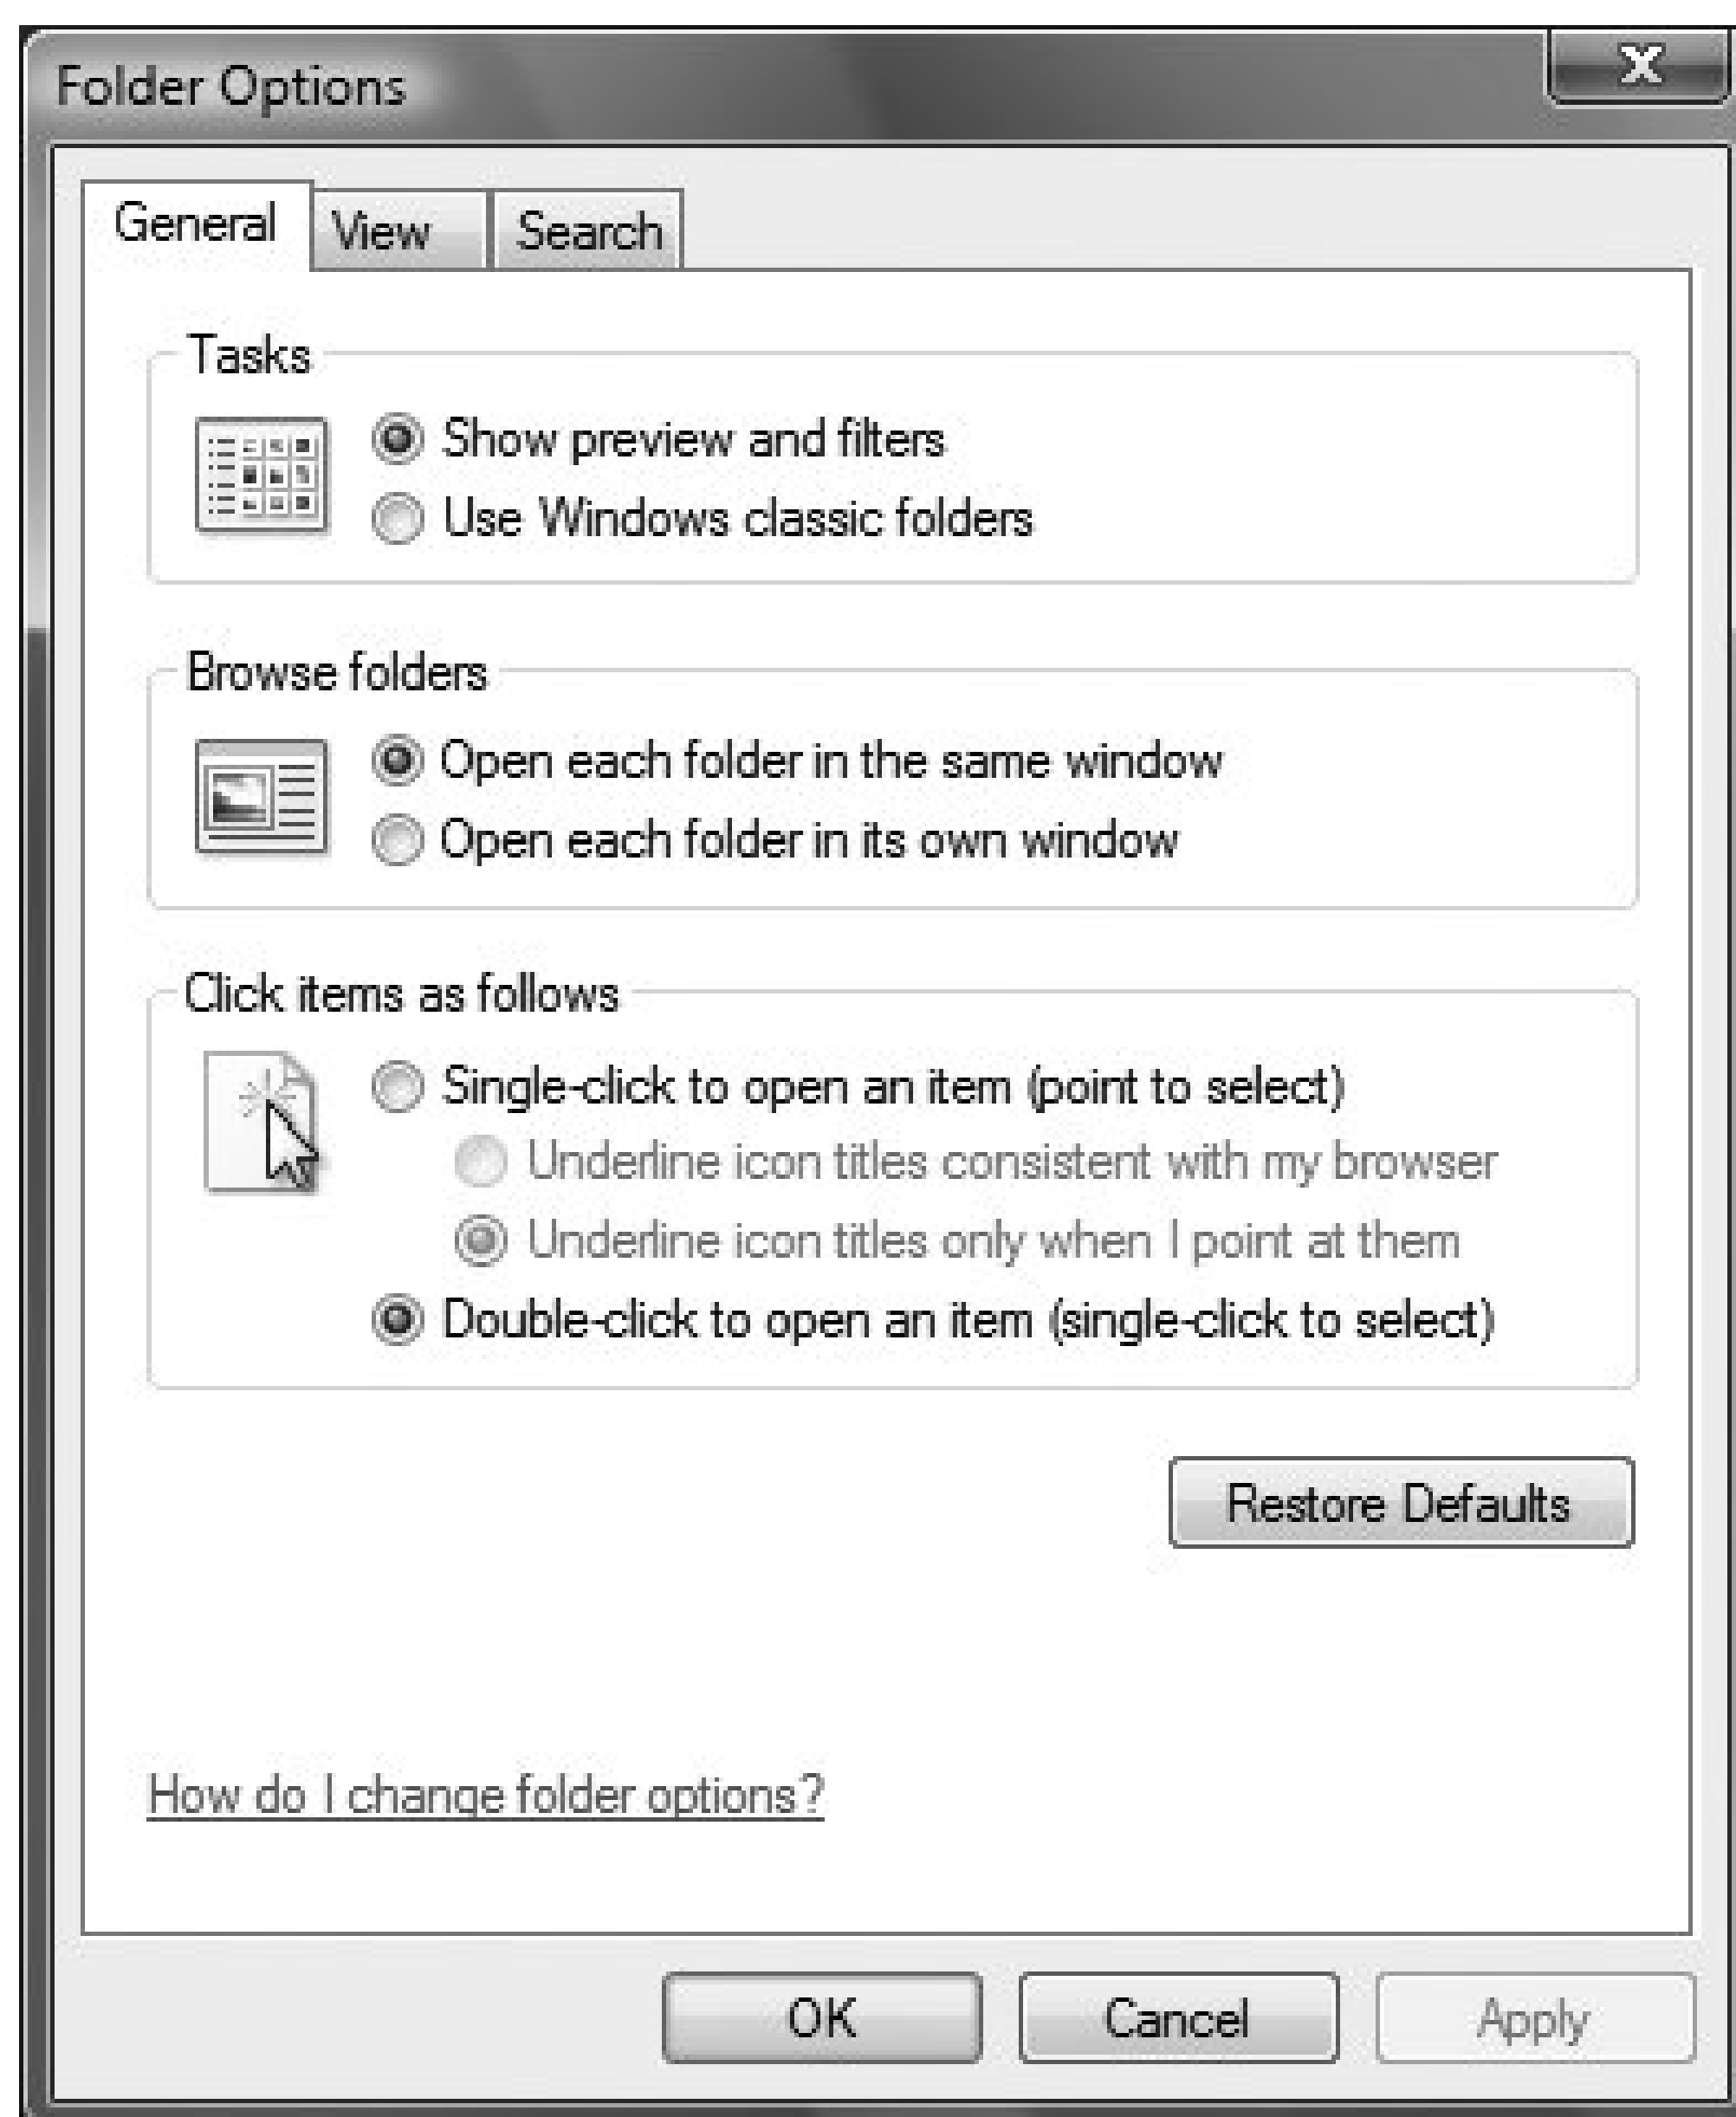 Folder Options
General View Search
Tasks
Show preview and filters
Use Windows classic folders
Browse folders
Open each folder in the same window
Open each folder in its own window
Click items as follows
Single-click to open an item (point to select)
Underline icon titles consistent with my browser
Underline icon titles only when I point at them
Double-click to open an item (single-click to select)
Restore Defaults
How do I change folder options?
OK Cancel Apply